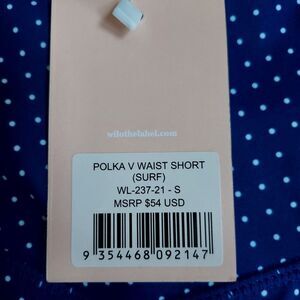 wilothelabel.com
POLKA V WAIST SHORT
(SURF)
WL-237-21 - S
MSRP $54 USD
9 354468 092147